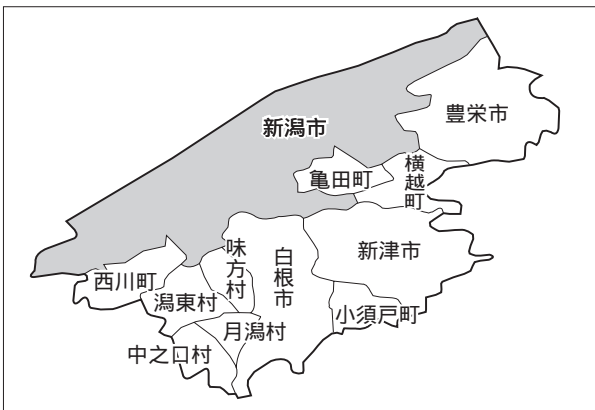 新潟市
豊栄市
亀田町
横越町
新津市
小須戸町
白根市
味方村
西川町
潟東村
月潟村
中之口村